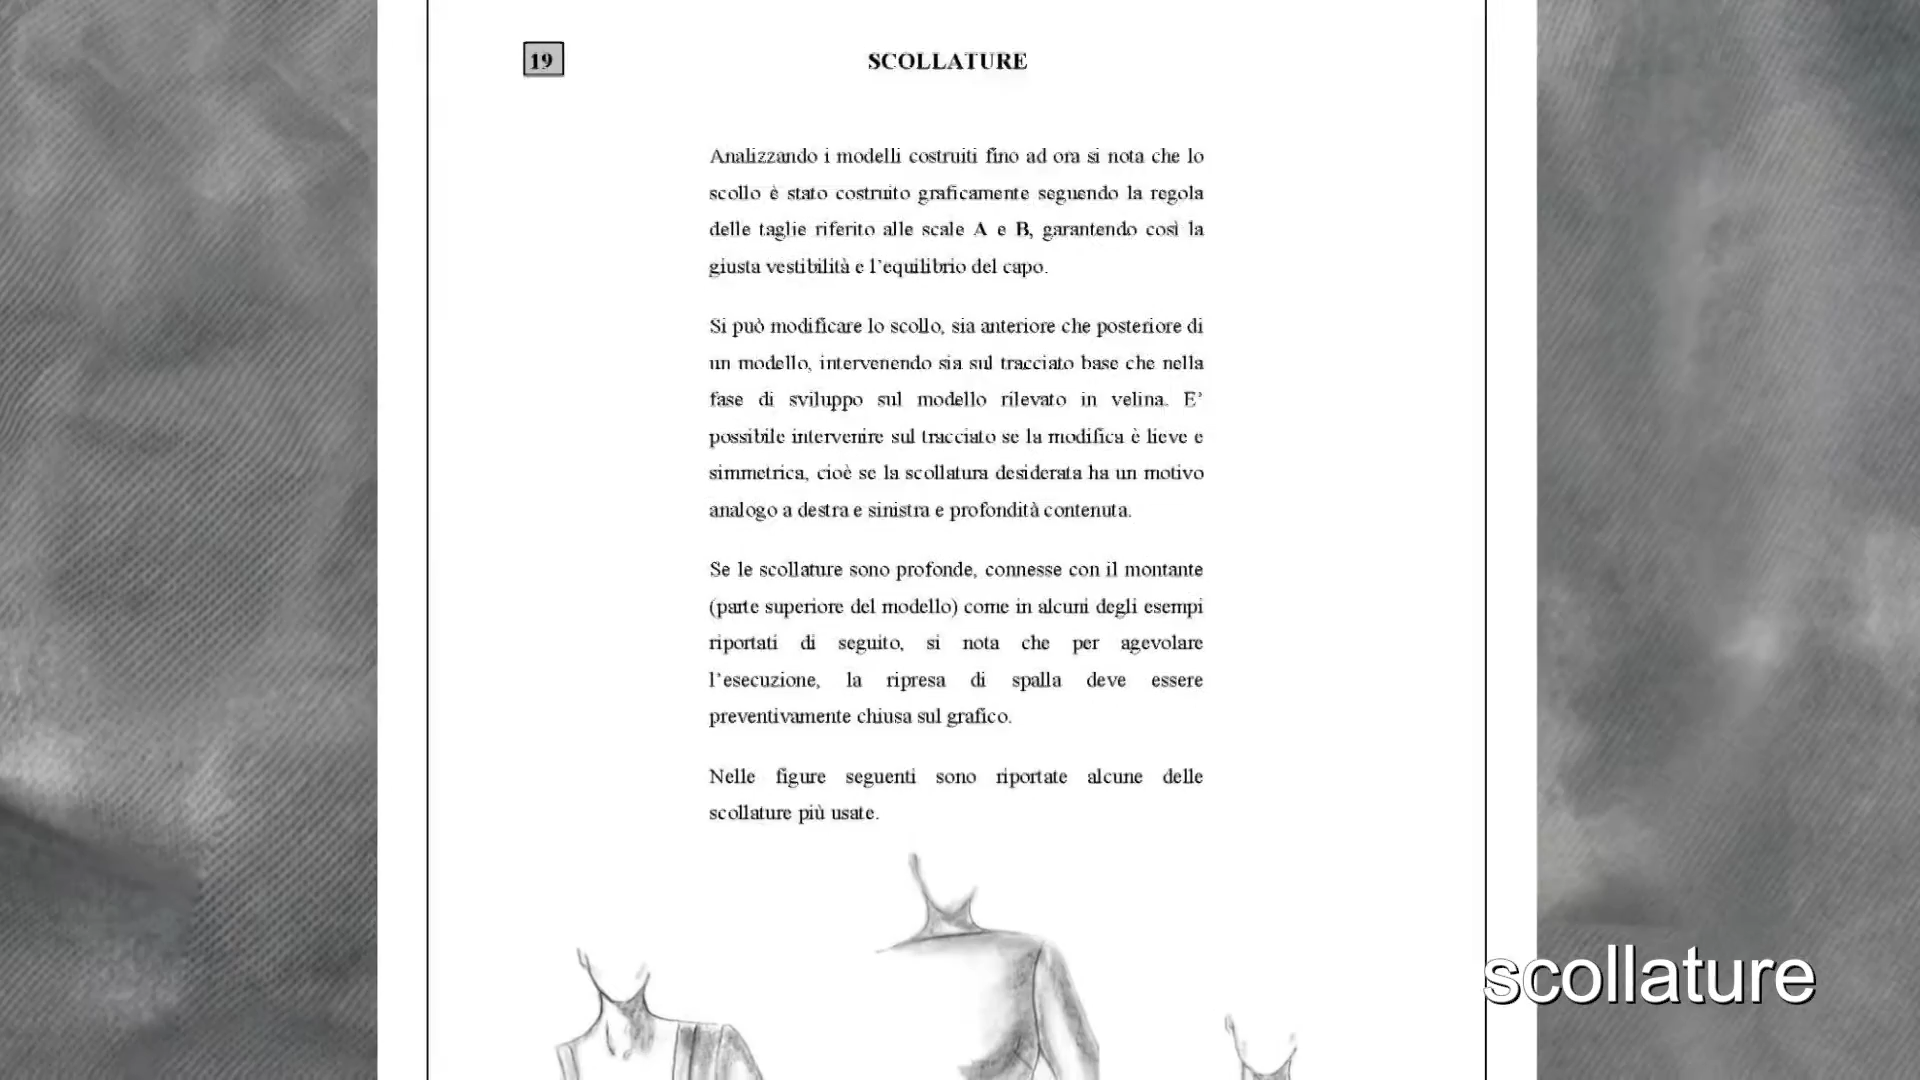 19
SCOLLATURE
Analizzando i modelli costruiti fino ad ora si nota che lo
scollo è stato costruito graficamente seguendo la regola
delle taglie riferito alle scale A e B, garantendo così la
giusta vestibilità e l’equilibrio del capo.
Si può modificare lo scollo, sia anteriore che posteriore di
un modello, intervenendo sia sul tracciato base che nella
fase di sviluppo sul modello rilevato in velina. E’
possibile intervenire sul tracciato se la modifica è lieve e
simmetrica, cioè se la scollatura desiderata ha un motivo
analogo a destra e sinistra e profondità contenuta.
Se le scollature sono profonde, connesse con il montante
(parte superiore del modello) come in alcuni degli esempi
riportati di seguito, si nota che per agevolare
l’esecuzione, la ripresa di spalla deve essere
preventivamente chiusa sul grafico.
Nelle figure seguenti sono riportate alcune delle
scollature più usate.
scollature